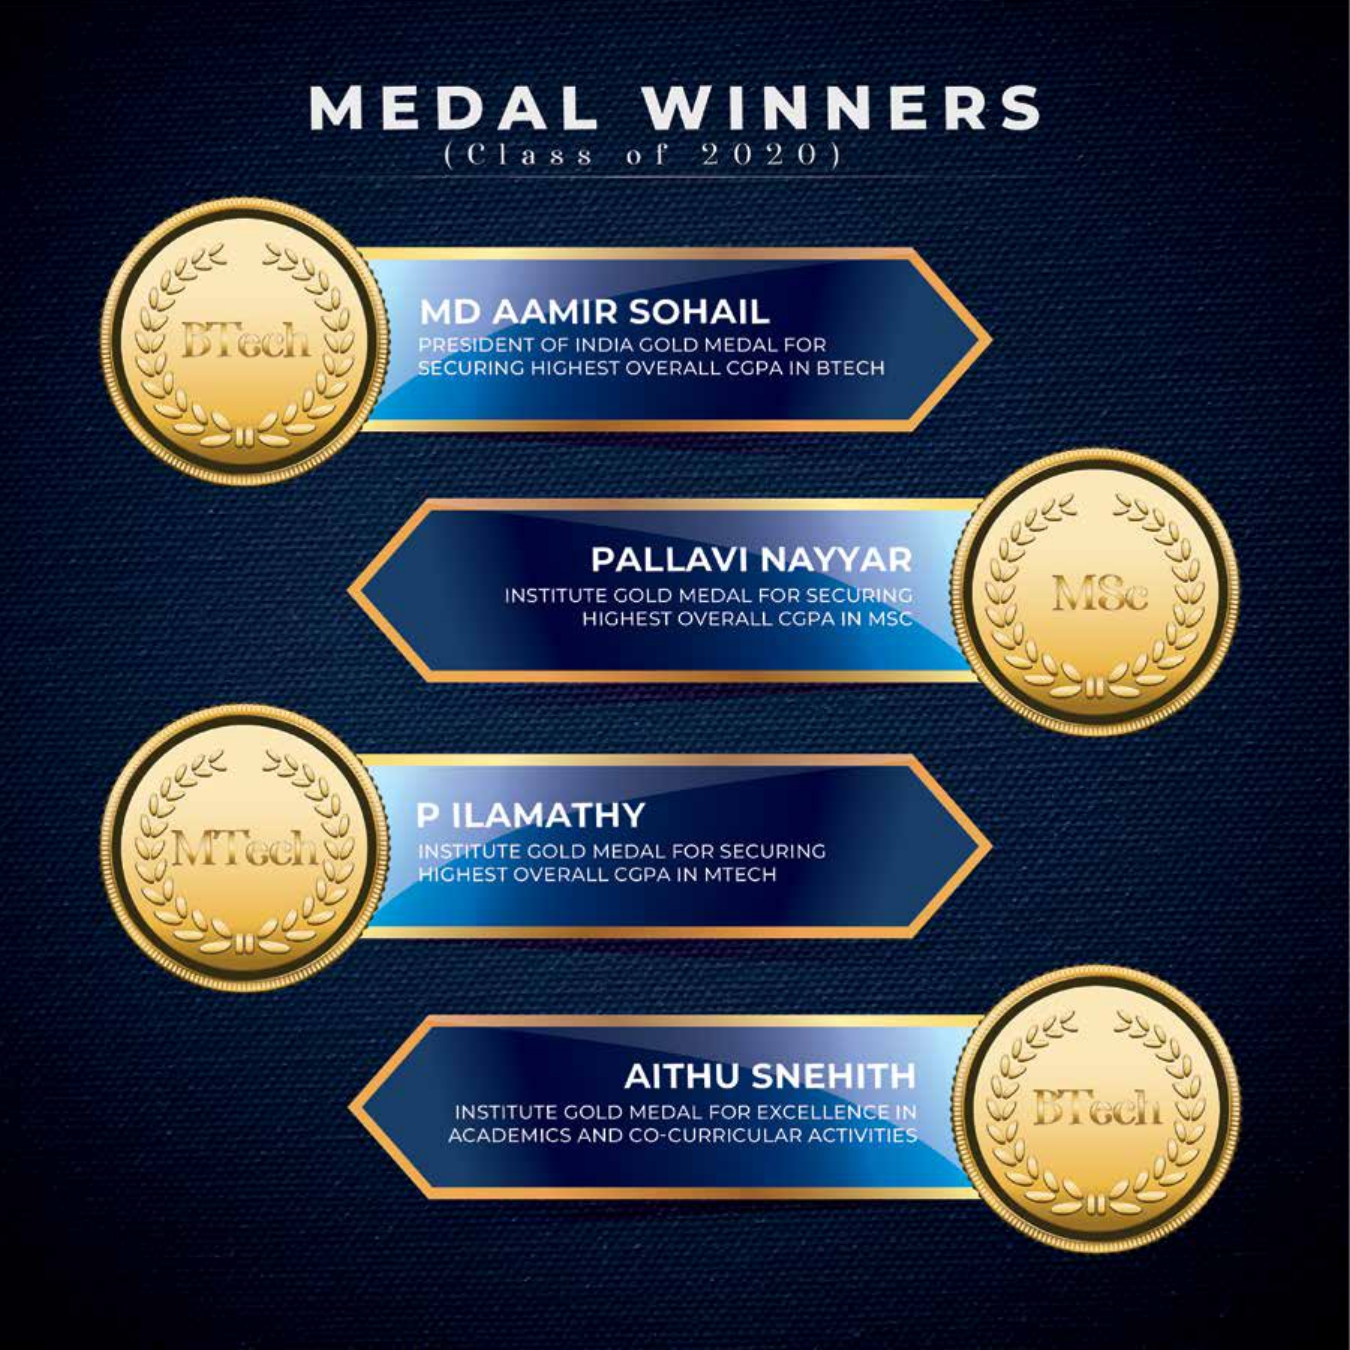 MEDAL WINNERS
(Class of 2020)
BTech
MD AAMIR SOHAIL
PRESIDENT OF INDIA GOLD MEDAL FOR
SECURING HIGHEST OVERALL CGPA IN BTECH
PALLAVI NAYYAR
INSTITUTE GOLD MEDAL FOR SECURING
HIGHEST OVERALL CGPA IN MSC
MSc
MTech
P ILAMATHY
INSTITUTE GOLD MEDAL FOR SECURING
HIGHEST OVERALL CGPA IN MTECH
AITHU SNEHITH
INSTITUTE GOLD MEDAL FOR EXCELLENCE IN
ACADEMICS AND CO-CURRICULAR ACTIVITIES
BTech